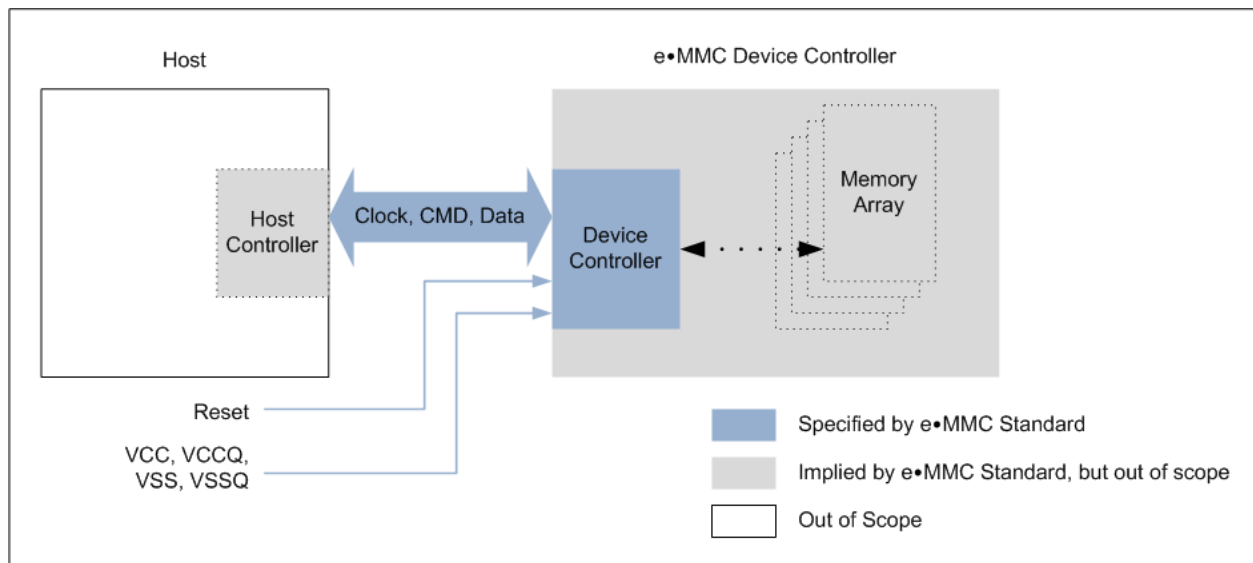 Host
e•MMC Device Controller
Memory
Array
Clock, CMD, Data
Host
Controller
Device
Controller
Reset
VCC, VCCQ,
VSS, VSSQ
Specified by e•MMC Standard
Implied by e•MMC Standard, but out of scope
Out of Scope